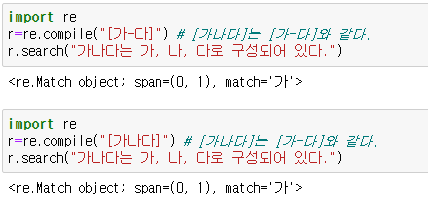 import re
r=re.compile("[가-다]") # [가나다]는 [가-다]와 같다.
r.search("가나다는 가, 나, 다로 구성되어 있다.")
<re.Match object; span=(0, 1), match='가'>
import re
r=re.compile("[가나다]") # [가나다]는 [가-다]와 같다.
r.search("가나다는 가, 나, 다로 구성되어 있다.")
<re.Match object; span=(0, 1), match='가'>